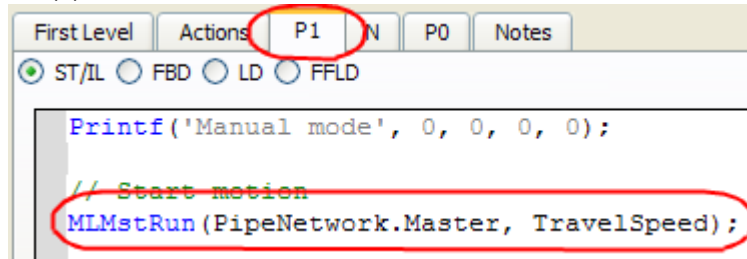 First Level Actions P1 N P0 Notes
ST/IL FBD LD FFLD
Printf('Manual mode', 0, 0, 0, 0);
// Start motion
MLMstRun(PipeNetwork.Master, TravelSpeed);